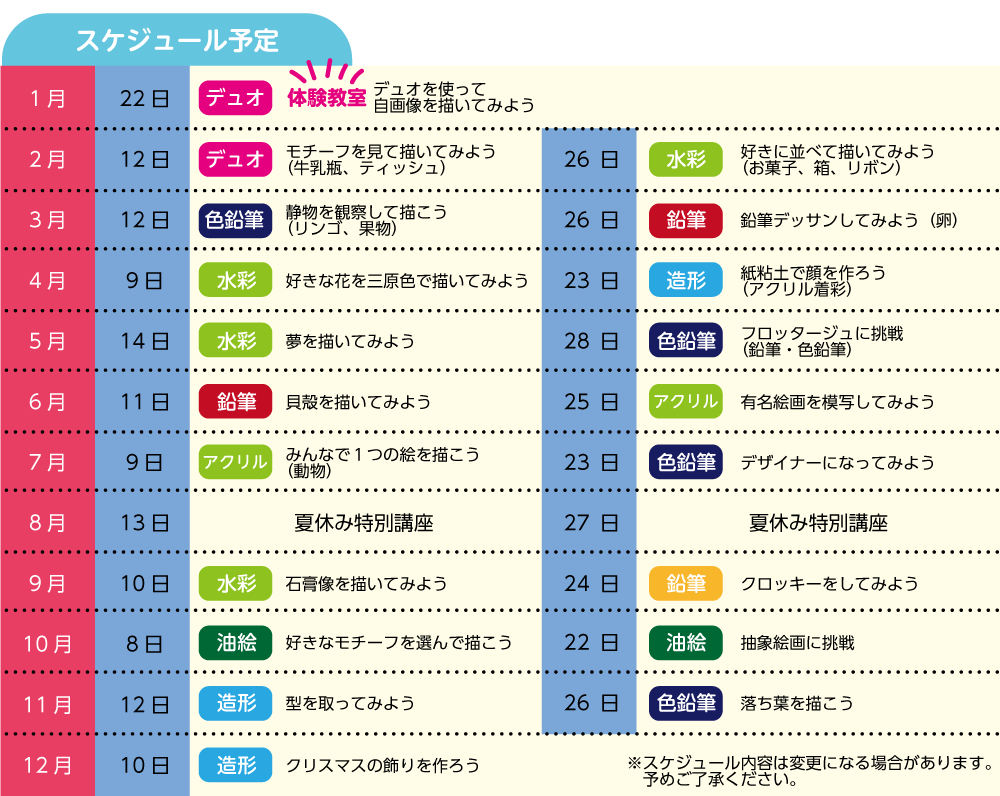 スケジュール予定
1月 22日 デュオ 体験教室 デュオを使って
自画像を描いてみよう
2月 12日 デュオ モチーフを見て描いてみよう
（牛乳瓶、ティッシュ）
26日 水彩 好きに並べて描いてみよう
（お菓子、箱、リボン）
3月 12日 色鉛筆 静物を観察して描こう
（リンゴ、果物）
26日 鉛筆 鉛筆デッサンしてみよう（卵）
4月 9日 水彩 好きな花を三原色で描いてみよう
23日 造形 紙粘土で顔を作ろう
（アクリル着彩）
5月 14日 水彩 夢を描いてみよう
28日 色鉛筆 フロッタージュに挑戦
（鉛筆・色鉛筆）
6月 11日 鉛筆 貝殻を描いてみよう
25日 アクリル 有名絵画を模写してみよう
7月 9日 アクリル みんなで１つの絵を描こう
（動物）
23日 色鉛筆 デザイナーになってみよう
8月 13日 夏休み特別講座
27日 夏休み特別講座
9月 10日 水彩 石膏像を描いてみよう
24日 鉛筆 クロッキーをしてみよう
10月 8日 油絵 好きなモチーフを選んで描こう
22日 油絵 抽象絵画に挑戦
11月 12日 造形 型を取ってみよう
26日 色鉛筆 落ち葉を描こう
12月 10日 造形 クリスマスの飾りを作ろう
※スケジュール内容は変更になる場合があります。
予めご了承ください。